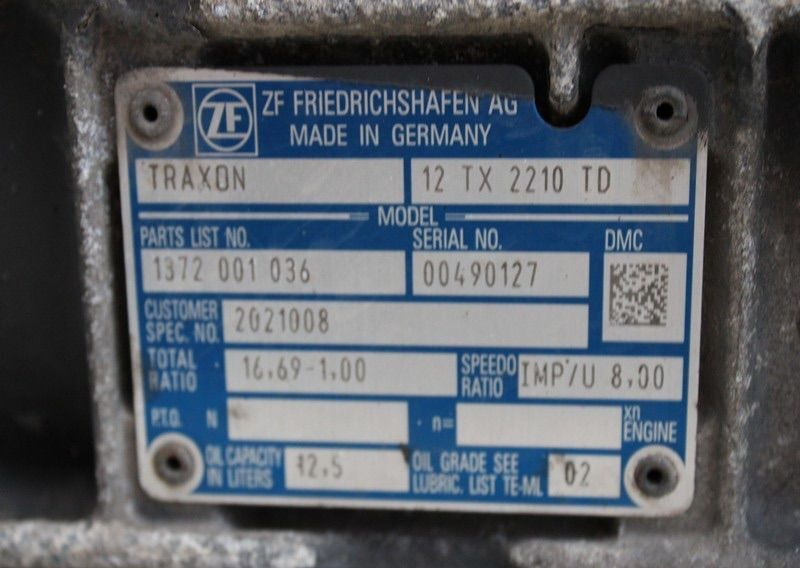 ZF ZF FRIEDRICHSHAFEN AG
MADE IN GERMANY
TRAXON 12 TX 2210 TD
MODEL
PARTS LIST NO. SERIAL NO. DMC
1372 001 036 00490127
CUSTOMER SPEC. NO. 2021008
TOTAL RATIO 16,69-1,00 SPEEDO RATIO IMP/U 8,00
P.T.O. N n= xn ENGINE
OIL CAPACITY IN LITERS 12,5 OIL GRADE SEE LUBRIC. LIST TE-ML 02